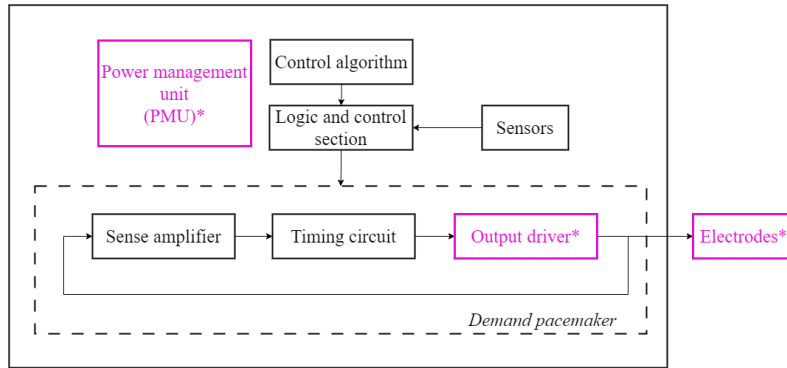 Power management
unit
(PMU)*
Control algorithm
Logic and control
section
Sensors
Sense amplifier
Timing circuit
Output driver*
Electrodes*
Demand pacemaker